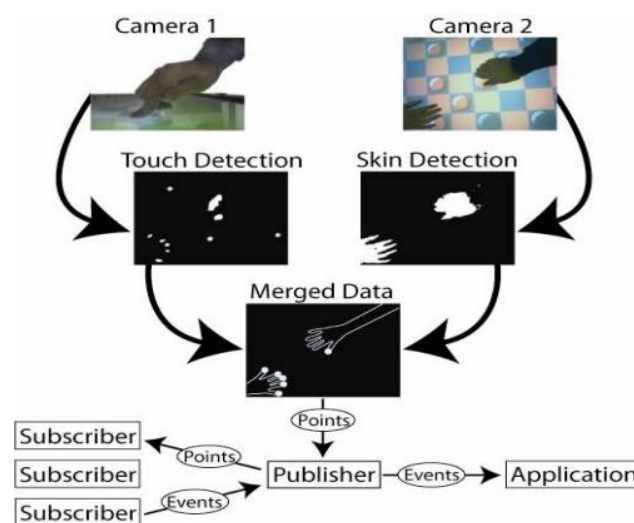 Camera 1
Camera 2
Touch Detection
Skin Detection
Merged Data
Points
Subscriber
Points
Publisher
Events
Application
Subscriber
Subscriber
Events